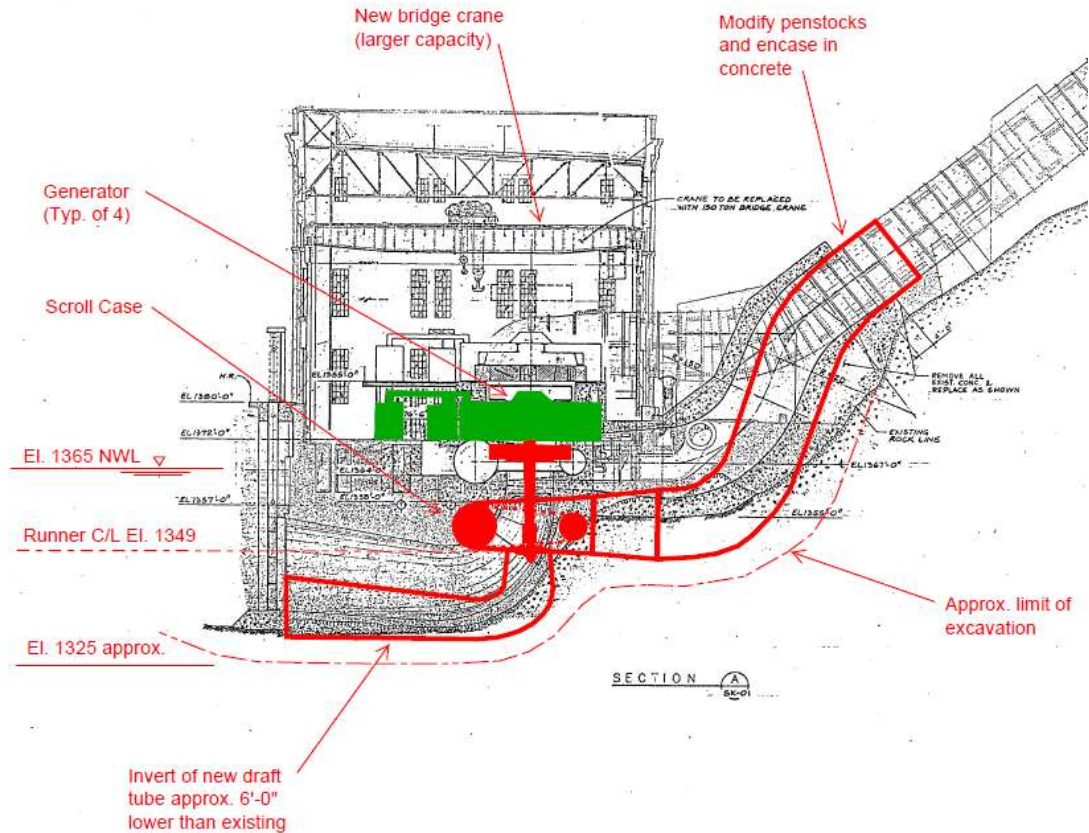 New bridge crane
(larger capacity)
Modify penstocks
and encase in
concrete
Generator
(Typ. of 4)
CRANE TO BE REPLACED
WITH 150 TON BRIDGE CRANE
Scroll Case
H.R.
EL 1385'-0"
EL 1380'-0"
REMOVE ALL
EXIST. CONC. &
REPLACE AS SHOWN
EXISTING
ROCK LINE
EL 1372'-0"
El. 1365 NWL
EL 1367'-0"
EL 1357'-0"
EL 1358'-0"
EL 1355'-0"
Runner C/L El. 1349
Approx. limit of
excavation
El. 1325 approx.
SECTION A
SK-01
Invert of new draft
tube approx. 6'-0"
lower than existing